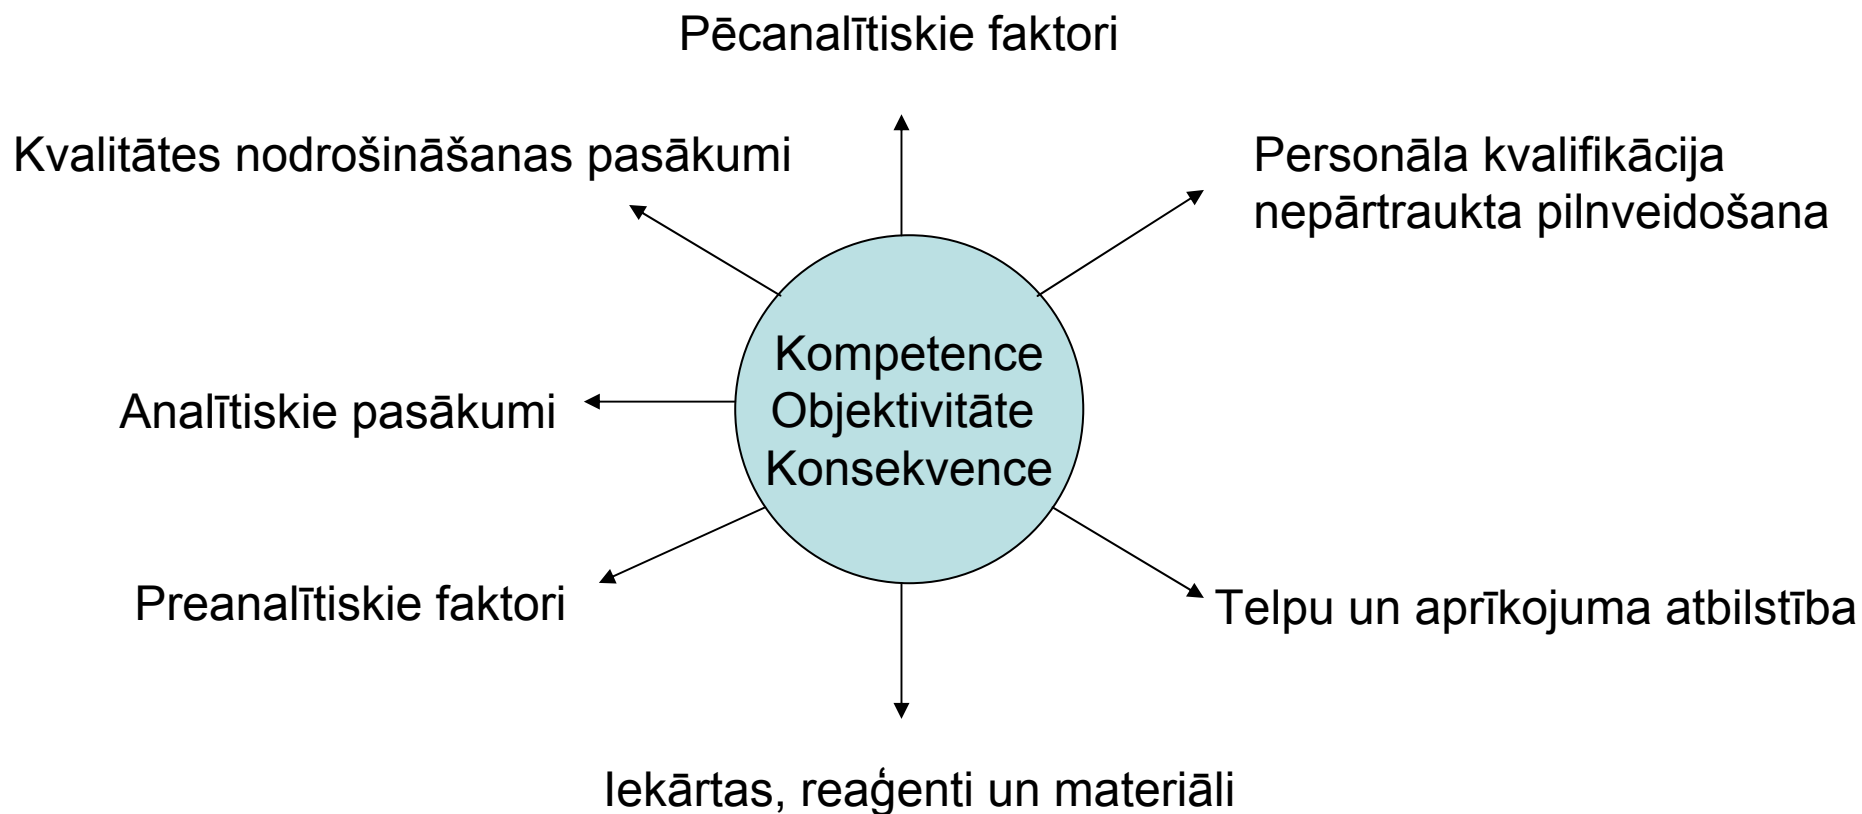 Pēcanalītiskie faktori
Kvalitātes nodrošināšanas pasākumi
Personāla kvalifikācija
nepārtraukta pilnveidošana
Kompetence
Objektivitāte
Konsekvence
Analītiskie pasākumi
Preanalītiskie faktori
Telpu un aprīkojuma atbilstība
Iekārtas, reaģenti un materiāli